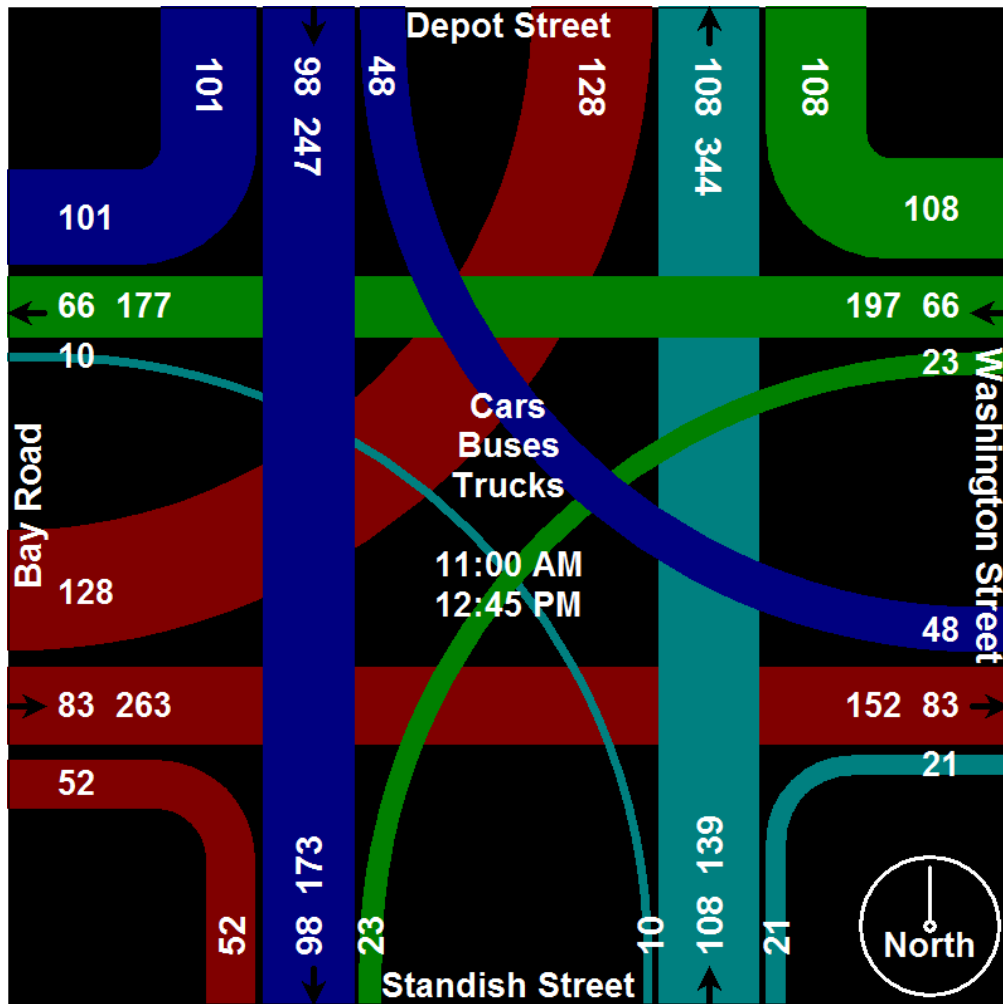 Depot Street
101
98 247
48
128
108 344
108
101
108
66 177
197 66
10
23
Cars
Buses
Trucks
Bay Road
Washington Street
11:00 AM
12:45 PM
128
48
83 263
152 83
52
21
52
98 173
23
10
108 139
21
North
Standish Street